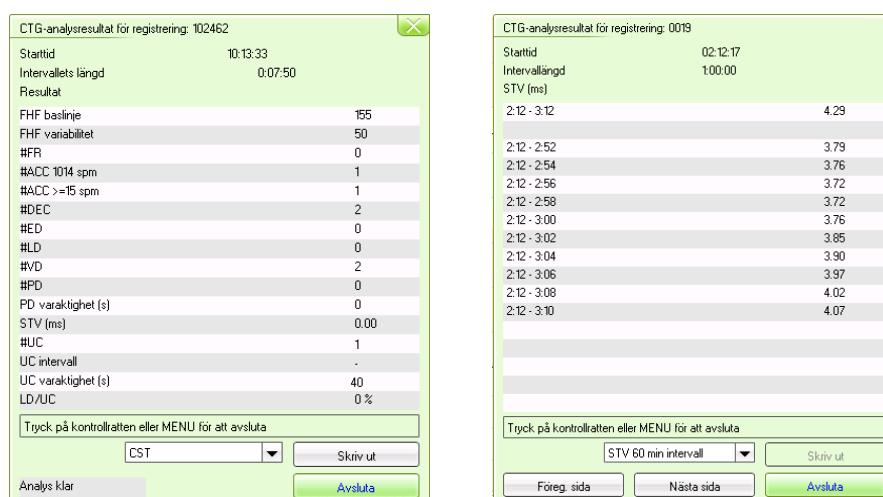 CTG-analysresultat för registrering: 102462
Starttid 10:13:33
Intervallets längd 0:07:50
Resultat
FHF baslinje 155
FHF variabilitet 50
#FR 0
#ACC 1014 spm 1
#ACC >=15 spm 1
#DEC 2
#ED 0
#LD 0
#VD 2
#PD 0
PD varaktighet (s) 0
STV (ms) 0.00
#UC 1
UC intervall -
UC varaktighet (s) 40
LD/UC 0 %
Tryck på kontrollratten eller MENU för att avsluta
CST Skriv ut
Analys klar Avsluta
CTG-analysresultat för registrering: 0019
Starttid 02:12:17
Intervallängd 1:00:00
STV (ms)
2:12 - 3:12 4.29
2:12 - 2:52 3.79
2:12 - 2:54 3.76
2:12 - 2:56 3.72
2:12 - 2:58 3.72
2:12 - 3:00 3.76
2:12 - 3:02 3.85
2:12 - 3:04 3.90
2:12 - 3:06 3.97
2:12 - 3:08 4.02
2:12 - 3:10 4.07
Tryck på kontrollratten eller MENU för att avsluta
STV 60 min intervall Skriv ut
Föreg. sida Nästa sida Avsluta